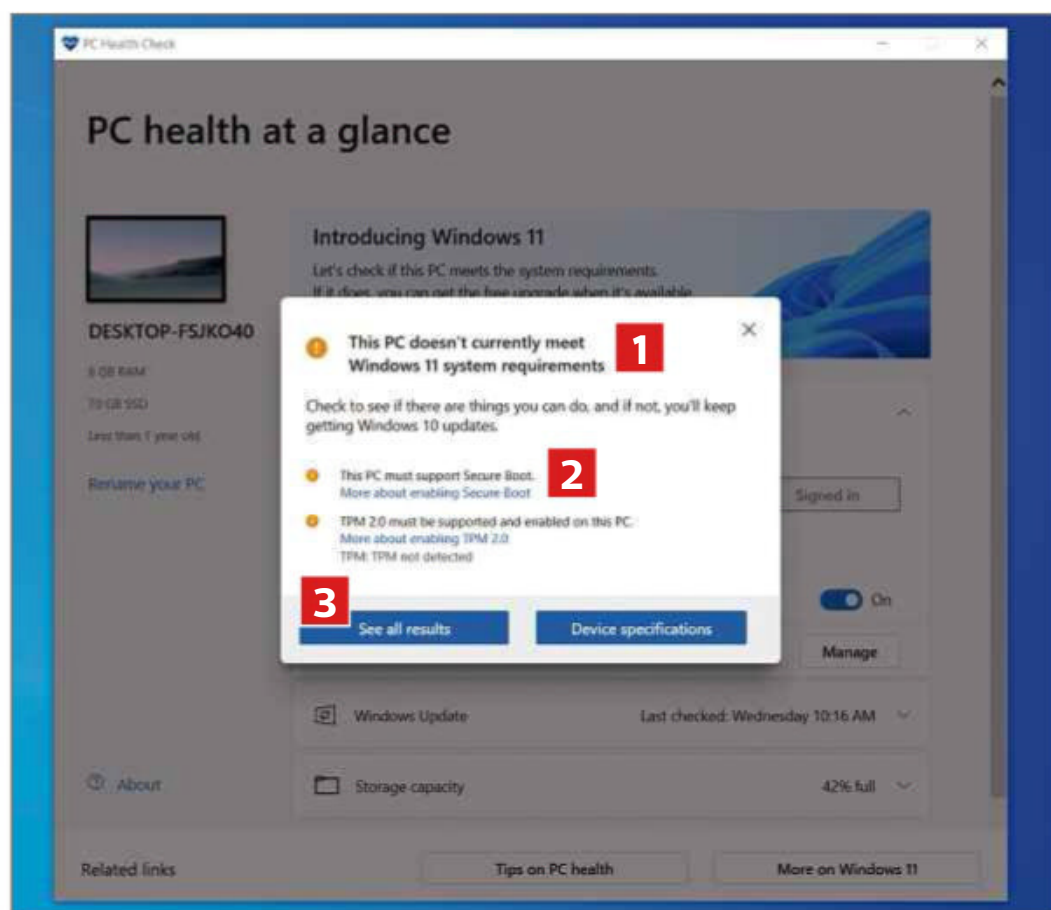 PC Health Check
PC health at a glance
Introducing Windows 11
Let's check if this PC meets the system requirements.
If it does, you can get the free upgrade when it's available.
DESKTOP-F5JKO40
8 GB RAM
70 GB SSD
Less than 1 year old
Rename your PC
This PC doesn't currently meet
Windows 11 system requirements
1
Check to see if there are things you can do, and if not, you'll keep
getting Windows 10 updates.
This PC must support Secure Boot.
More about enabling Secure Boot
2
TPM 2.0 must be supported and enabled on this PC.
More about enabling TPM 2.0
TPM: TPM not detected
3
See all results
Device specifications
Signed in
On
Manage
Windows Update
Last checked: Wednesday 10:16 AM
About
Storage capacity
42% full
Related links
Tips on PC health
More on Windows 11